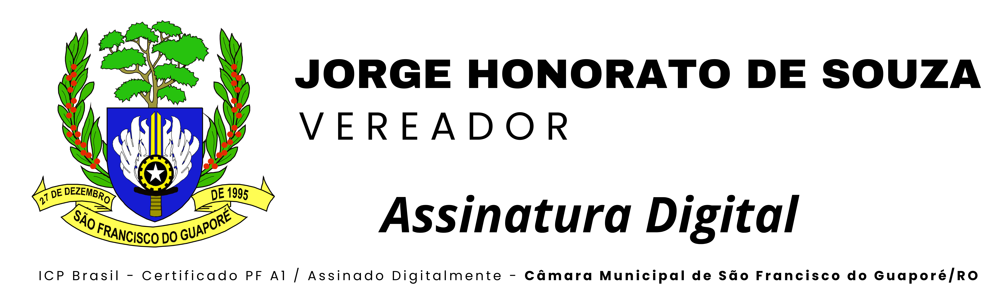 JORGE HONORATO DE SOUZA
VEREADOR
27 DE DEZEMBRO
DE 1995
SÃO FRANCISCO DO GUAPORÉ
Assinatura Digital
ICP Brasil - Certificado PF A1 / Assinado Digitalmente - Câmara Municipal de São Francisco do Guaporé/RO